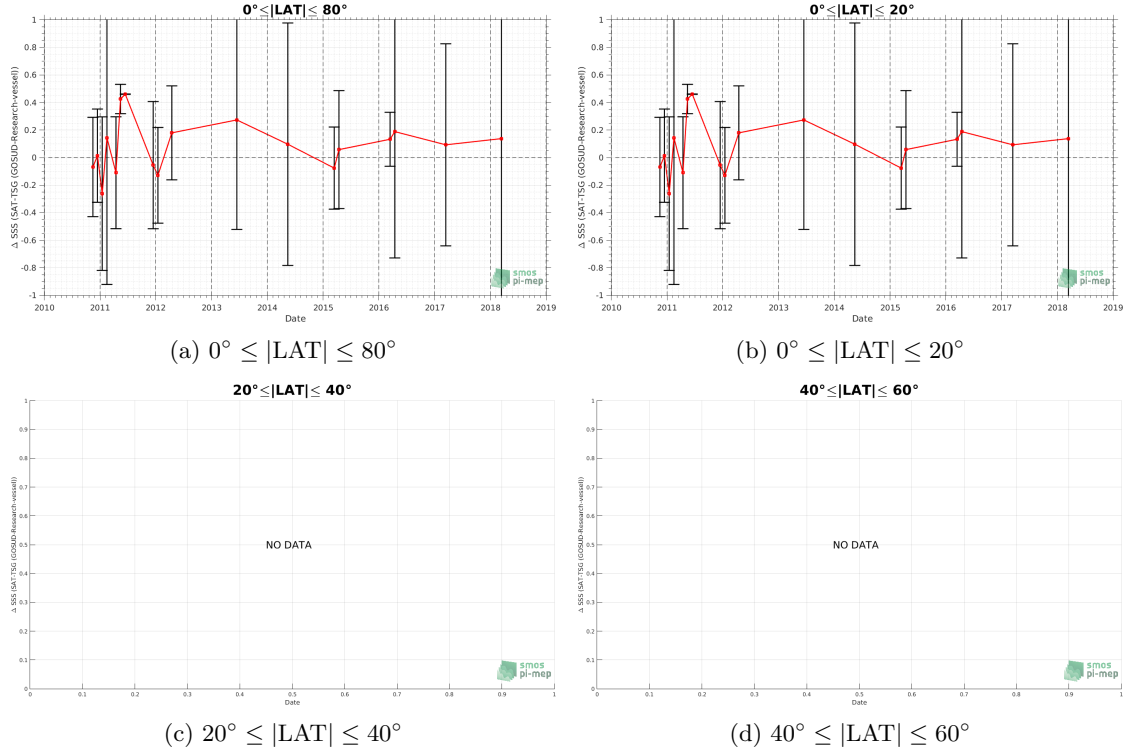 0°≤|LAT|≤ 80°
Δ SSS (SAT-TSG (GOSUD-Research-vessel))
1
0.8
0.6
0.4
0.2
0
-0.2
-0.4
-0.6
-0.8
-1
2010 2011 2012 2013 2014 2015 2016 2017 2018 2019
Date
smos
pi-mep
(a) 0° ≤ |LAT| ≤ 80°
0°≤|LAT|≤ 20°
Δ SSS (SAT-TSG (GOSUD-Research-vessel))
1
0.8
0.6
0.4
0.2
0
-0.2
-0.4
-0.6
-0.8
-1
2010 2011 2012 2013 2014 2015 2016 2017 2018 2019
Date
smos
pi-mep
(b) 0° ≤ |LAT| ≤ 20°
20°≤|LAT|≤ 40°
Δ SSS (SAT-TSG (GOSUD-Research-vessel))
1
0.9
0.8
0.7
0.6
0.5
0.4
0.3
0.2
0.1
0
NO DATA
0 0.1 0.2 0.3 0.4 0.5 0.6 0.7 0.8 0.9 1
Date
smos
pi-mep
(c) 20° ≤ |LAT| ≤ 40°
40°≤|LAT|≤ 60°
Δ SSS (SAT-TSG (GOSUD-Research-vessel))
1
0.9
0.8
0.7
0.6
0.5
0.4
0.3
0.2
0.1
0
NO DATA
0 0.1 0.2 0.3 0.4 0.5 0.6 0.7 0.8 0.9 1
Date
smos
pi-mep
(d) 40° ≤ |LAT| ≤ 60°